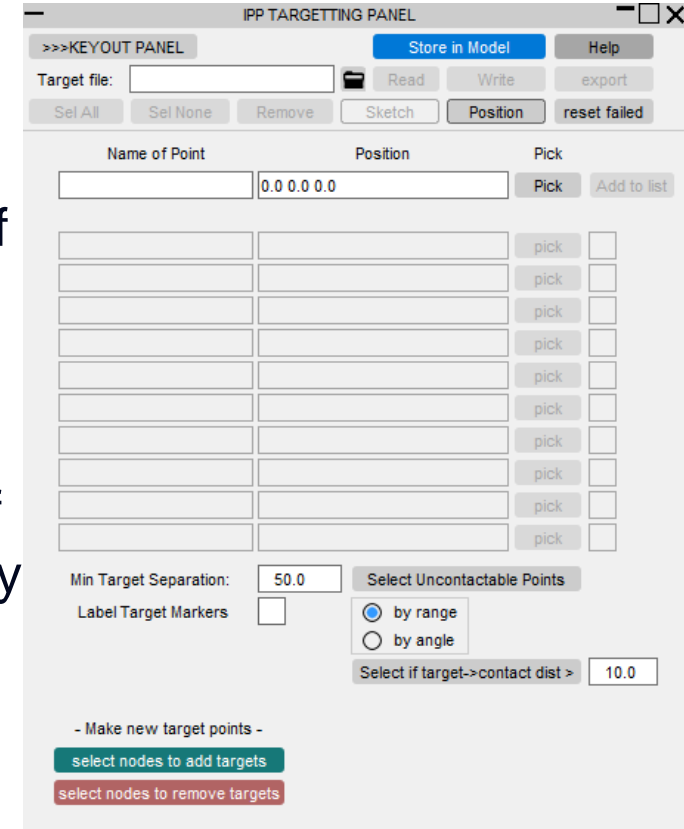 IPP TARGETTING PANEL
>>>KEYOUT PANEL Store in Model Help
Target file: Read Write export
Sel All Sel None Remove Sketch Position reset failed
Name of Point Position Pick
0.0 0.0 0.0 Pick Add to list
f
pick
pick
pick
pick
pick
pick
pick
pick
pick
pick
y
Min Target Separation: 50.0 Select Uncontactable Points
Label Target Markers by range
by angle
Select if target->contact dist > 10.0
- Make new target points -
select nodes to add targets
select nodes to remove targets